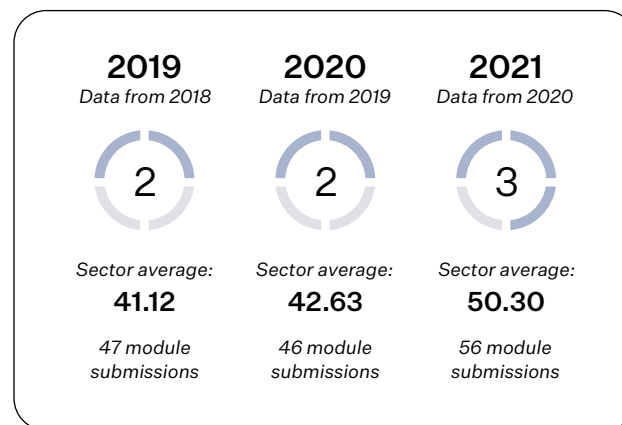 2019
Data from 2018
2
Sector average:
41.12
47 module
submissions
2020
Data from 2019
2
Sector average:
42.63
46 module
submissions
2021
Data from 2020
3
Sector average:
50.30
56 module
submissions